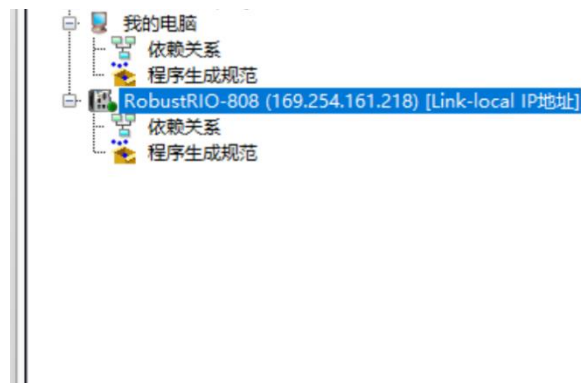 我的电脑
依赖关系
程序生成规范
RobustRIO-808 (169.254.161.218) [Link-local IP地址]
依赖关系
程序生成规范